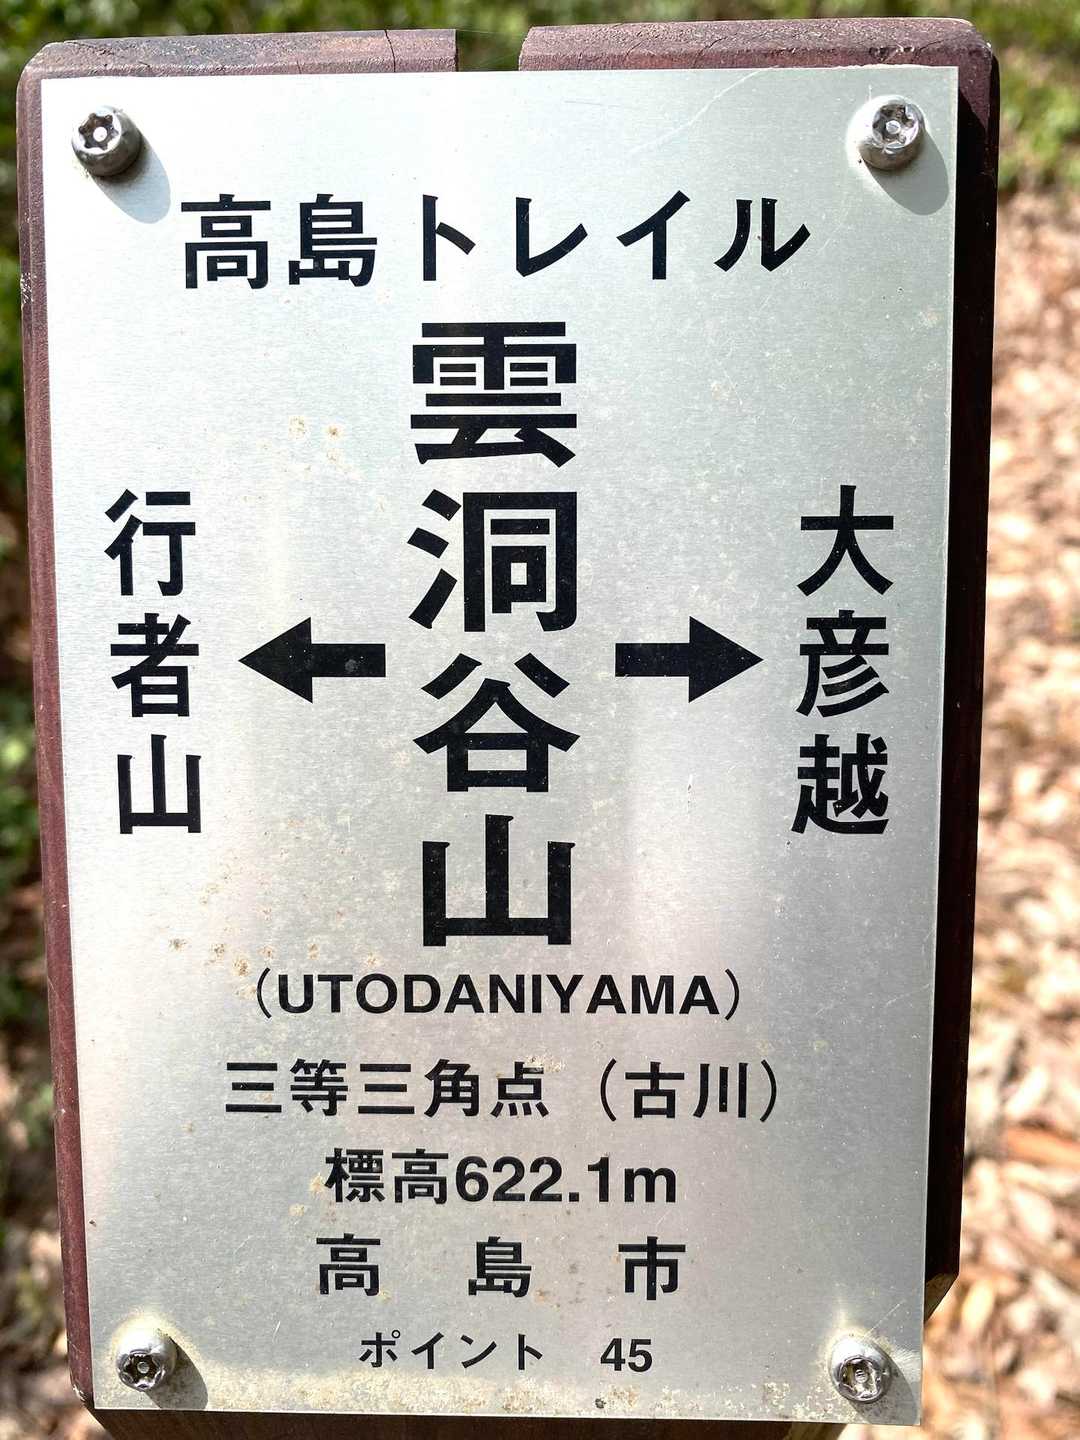 高島トレイル
雲洞谷山
行者山
←
→
大彦越
（UTODANIYAMA）
三等三角点（古川）
標高622.1m
高島市
ポイント 45